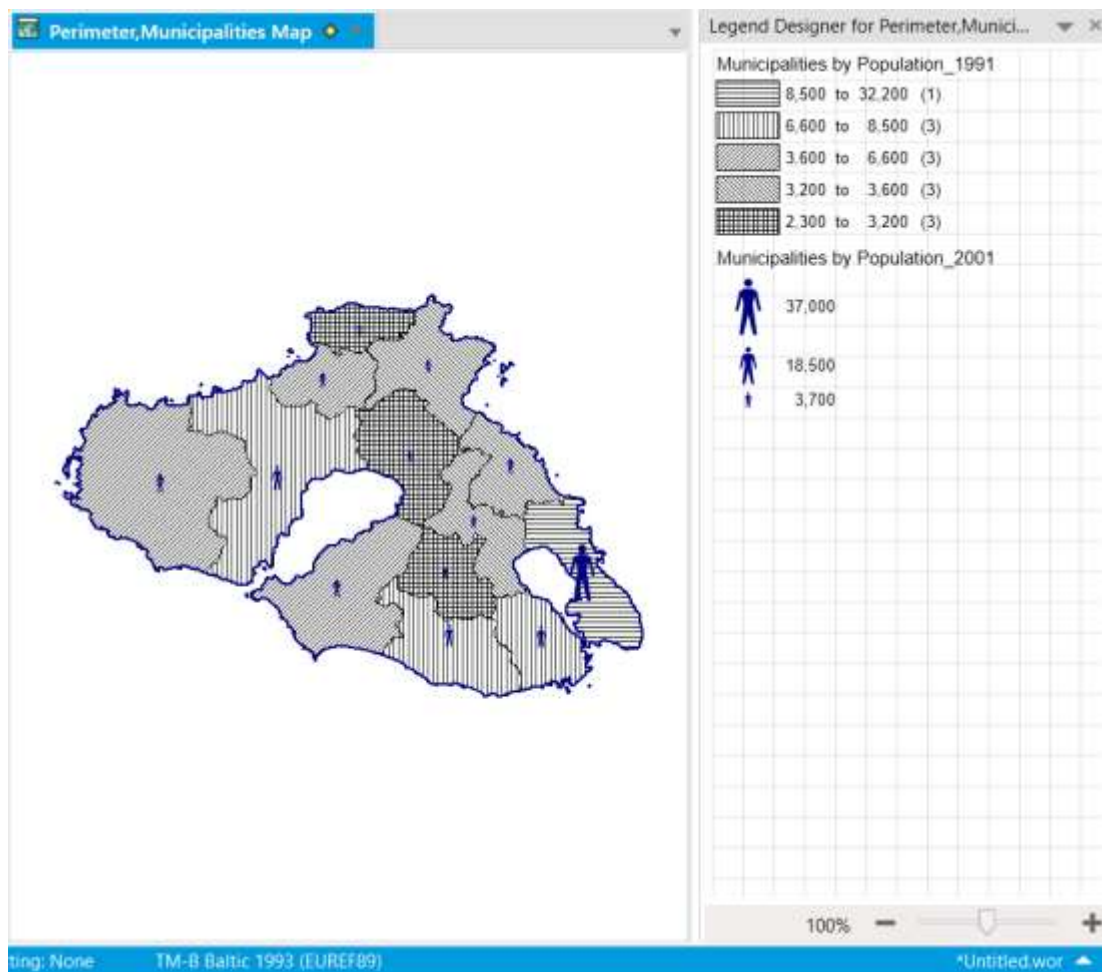 Perimeter,Municipalities Map
Legend Designer for Perimeter,Munici...
Municipalities by Population_1991
8,500 to 32,200 (1)
6,600 to 8,500 (3)
3,600 to 6,600 (3)
3,200 to 3,600 (3)
2,300 to 3,200 (3)
Municipalities by Population_2001
37,000
18,500
3,700
100%
ting: None TM-B Baltic 1993 (EUREF89) *Untitled.wor